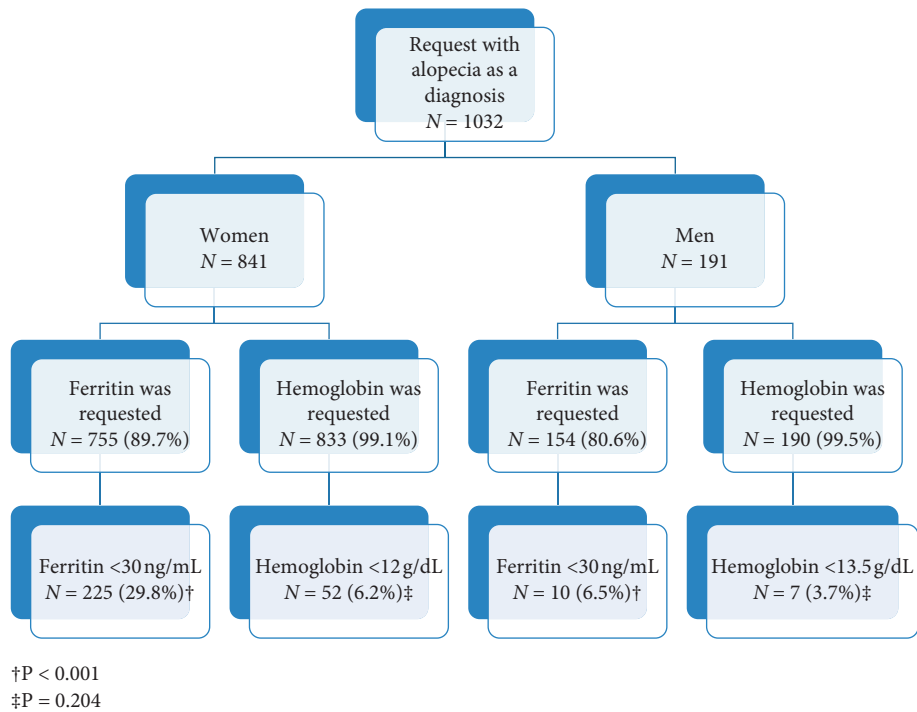 Request with
alopecia as a
diagnosis
N = 1032
Women
N = 841
Men
N = 191
Ferritin was
requested
N = 755 (89.7%)
Hemoglobin was
requested
N = 833 (99.1%)
Ferritin was
requested
N = 154 (80.6%)
Hemoglobin was
requested
N = 190 (99.5%)
Ferritin <30 ng/mL
N = 225 (29.8%)†
Hemoglobin <12 g/dL
N = 52 (6.2%)‡
Ferritin <30 ng/mL
N = 10 (6.5%)†
Hemoglobin <13.5 g/dL
N = 7 (3.7%)‡
†P < 0.001
‡P = 0.204